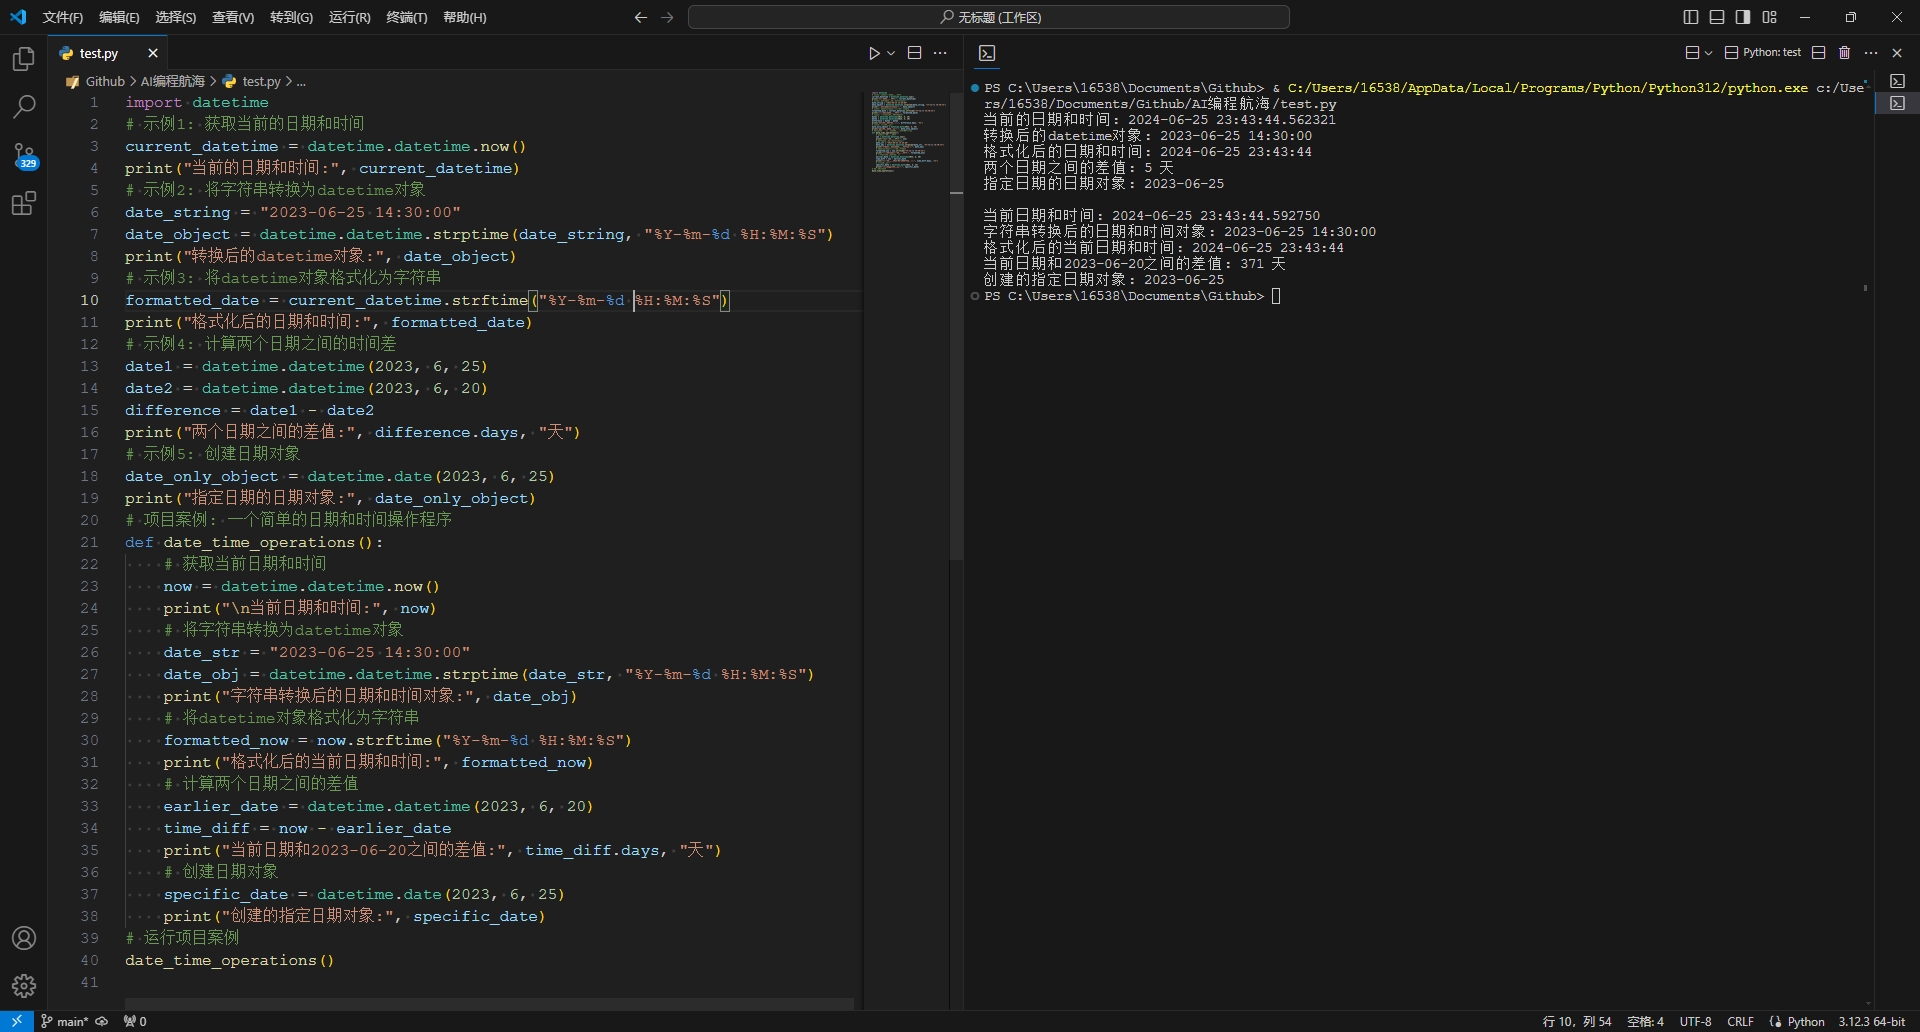 文件(F) 编辑(E) 选择(S) 查看(V) 转到(G) 运行(R) 终端(T) 帮助(H)
无标题 (工作区)
test.py
Github > AI编程航海 > test.py > ...
1 import datetime
2 # 示例1: 获取当前的日期和时间
3 current_datetime = datetime.datetime.now()
4 print("当前的日期和时间:", current_datetime)
5 # 示例2: 将字符串转换为datetime对象
6 date_string = "2023-06-25 14:30:00"
7 date_object = datetime.datetime.strptime(date_string, "%Y-%m-%d %H:%M:%S")
8 print("转换后的datetime对象:", date_object)
9 # 示例3: 将datetime对象格式化为字符串
10 formatted_date = current_datetime.strftime("%Y-%m-%d %H:%M:%S")
11 print("格式化后的日期和时间:", formatted_date)
12 # 示例4: 计算两个日期之间的时间差
13 date1 = datetime.datetime(2023, 6, 25)
14 date2 = datetime.datetime(2023, 6, 20)
15 difference = date1 - date2
16 print("两个日期之间的差值:", difference.days, "天")
17 # 示例5: 创建日期对象
18 date_only_object = datetime.date(2023, 6, 25)
19 print("指定日期的日期对象:", date_only_object)
20 # 项目案例: 一个简单的日期和时间操作程序
21 def date_time_operations():
22 # 获取当前日期和时间
23 now = datetime.datetime.now()
24 print("\n当前日期和时间:", now)
25 # 将字符串转换为datetime对象
26 date_str = "2023-06-25 14:30:00"
27 date_obj = datetime.datetime.strptime(date_str, "%Y-%m-%d %H:%M:%S")
28 print("字符串转换后的日期和时间对象:", date_obj)
29 # 将datetime对象格式化为字符串
30 formatted_now = now.strftime("%Y-%m-%d %H:%M:%S")
31 print("格式化后的当前日期和时间:", formatted_now)
32 # 计算两个日期之间的差值
33 earlier_date = datetime.datetime(2023, 6, 20)
34 time_diff = now - earlier_date
35 print("当前日期和2023-06-20之间的差值:", time_diff.days, "天")
36 # 创建日期对象
37 specific_date = datetime.date(2023, 6, 25)
38 print("创建的指定日期对象:", specific_date)
39 # 运行项目案例
40 date_time_operations()
41
329
Python: test
PS C:\Users\16538\Documents\Github> & C:/Users/16538/AppData/Local/Programs/Python/Python312/python.exe c:/Use
rs/16538/Documents/Github/AI编程航海/test.py
当前的日期和时间: 2024-06-25 23:43:44.562321
转换后的datetime对象: 2023-06-25 14:30:00
格式化后的日期和时间: 2024-06-25 23:43:44
两个日期之间的差值: 5 天
指定日期的日期对象: 2023-06-25
当前日期和时间: 2024-06-25 23:43:44.592750
字符串转换后的日期和时间对象: 2023-06-25 14:30:00
格式化后的当前日期和时间: 2024-06-25 23:43:44
当前日期和2023-06-20之间的差值: 371 天
创建的指定日期对象: 2023-06-25
PS C:\Users\16538\Documents\Github>
main* 0
行 10，列 54 空格: 4 UTF-8 CRLF Python 3.12.3 64-bit